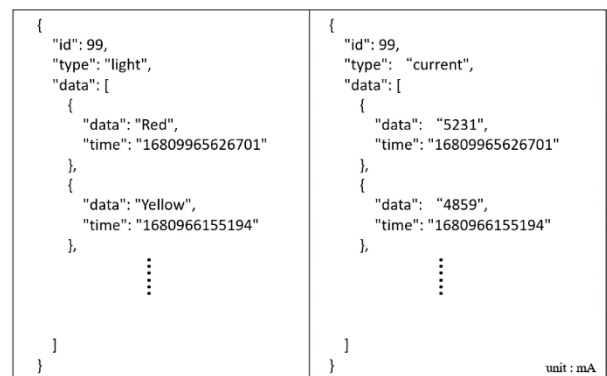 {
"id": 99,
"type": "light",
"data": [
{
"data": "Red",
"time": "16809965626701"
},
{
"data": "Yellow",
"time": "1680966155194"
},
]
}
{
"id": 99,
"type": “current",
"data": [
{
"data": “5231",
"time": "16809965626701"
},
{
"data": “4859",
"time": "1680966155194"
},
]
}
unit : mA